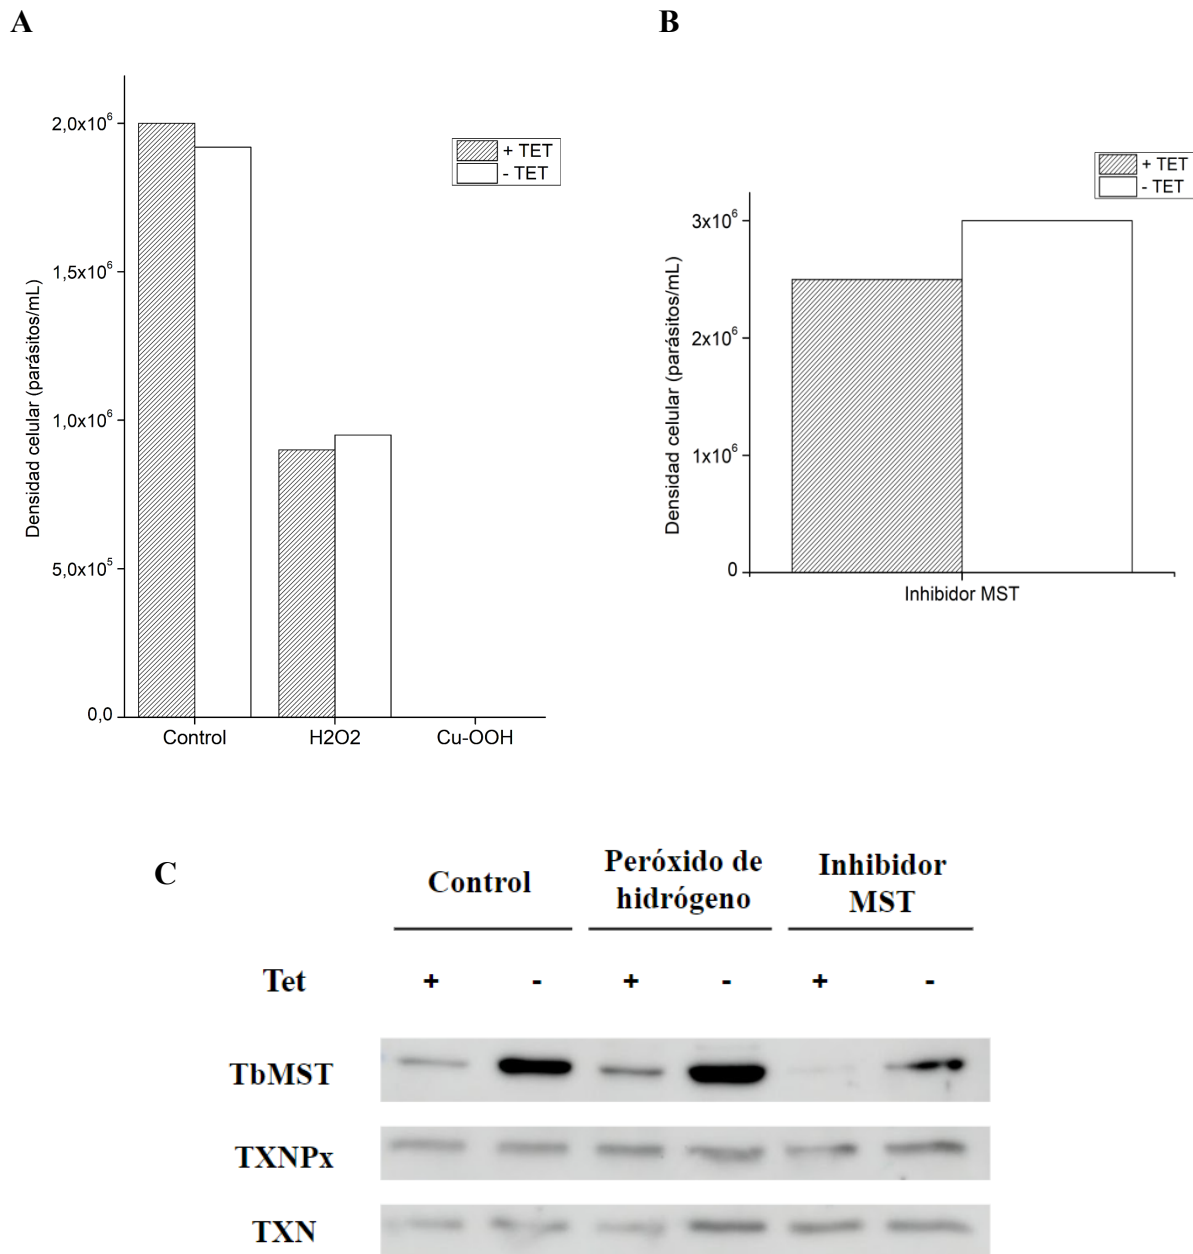 A
B
Densidad celular (parásitos/mL)
2,0x10⁶
1,5x10⁶
1,0x10⁶
5,0x10⁵
0,0
+ TET
- TET
Control
H2O2
Cu-OOH
Densidad celular (parásitos/mL)
3x10⁶
2x10⁶
1x10⁶
0
+ TET
- TET
Inhibidor MST
C
Control
Peróxido de
hidrógeno
Inhibidor
MST
Tet + - + - + -
TbMST
TXNPx
TXN